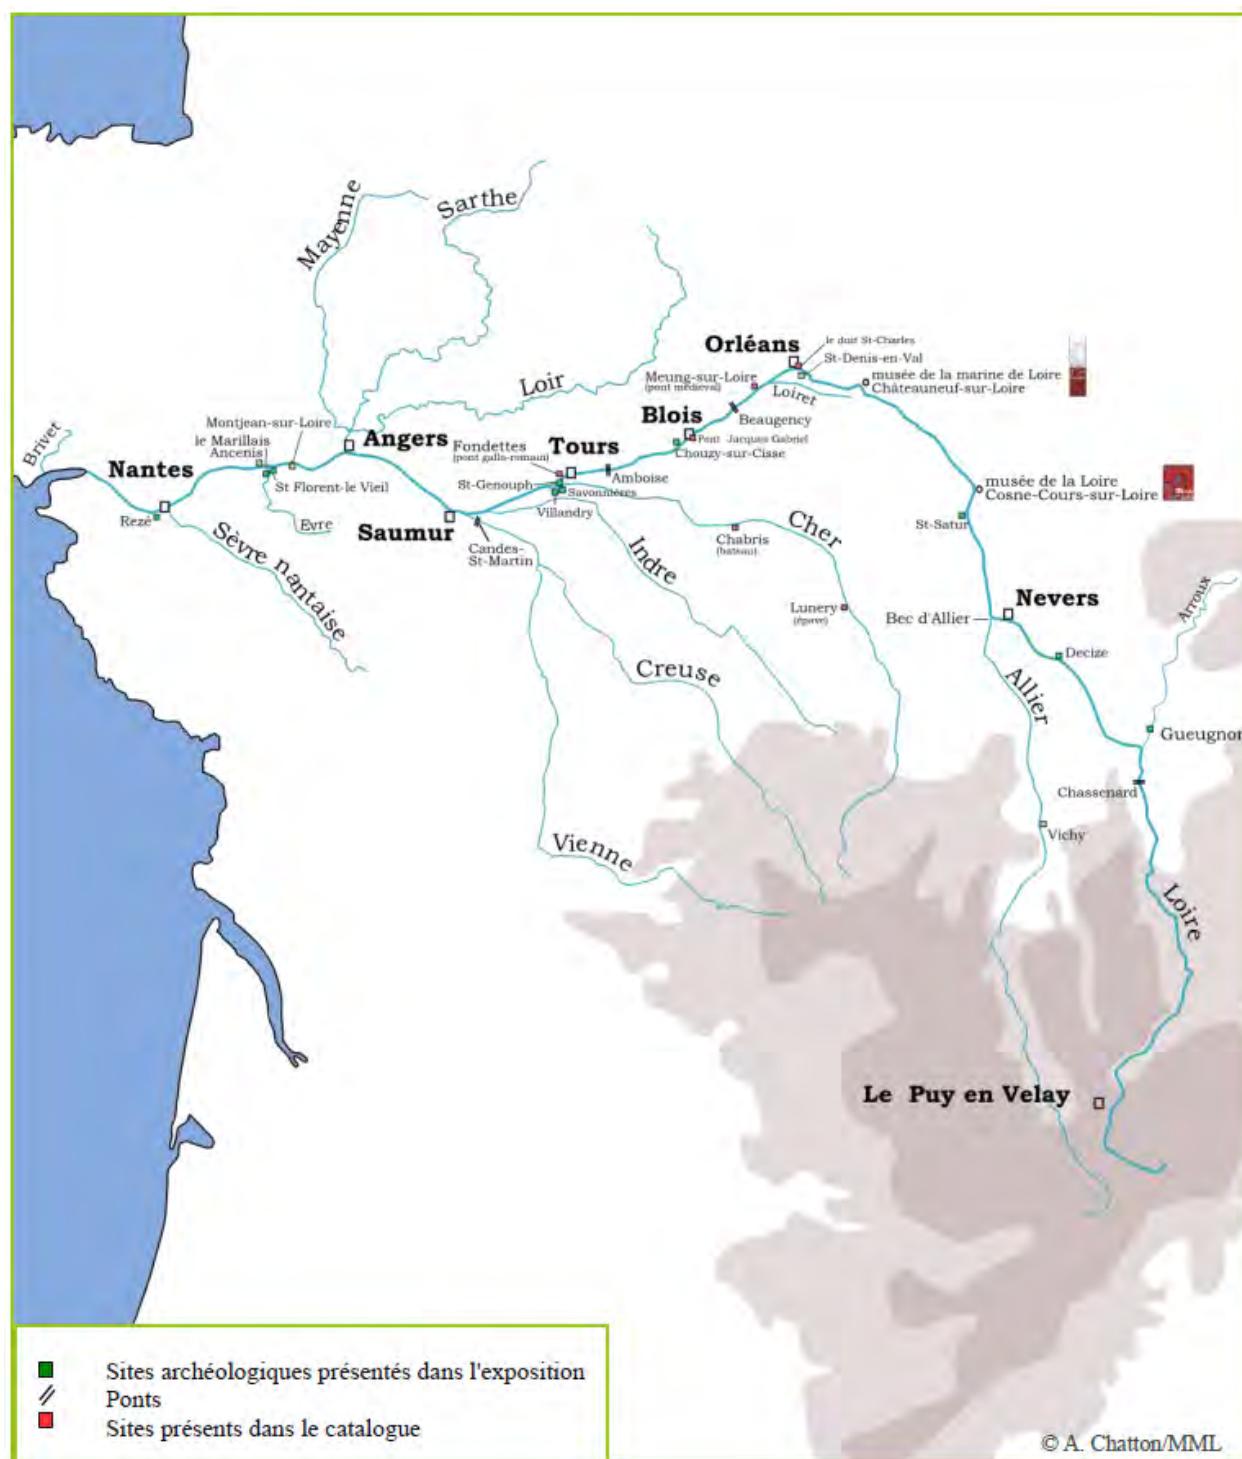 Mayenne
Sarthe
Loir
Orléans
le duit St-Charles
St-Denis-en-Val
musée de la marine de Loire
Châteauneuf-sur-Loire
Meung-sur-Loire
(pont médiéval)
Loiret
Beaugency
Blois
Pont Jacques Gabriel
Chouzy-sur-Cisse
Montjean-sur-Loire
le Marillais
Ancenis
Angers
Brivet
Nantes
St Florent-le Vieil
Rezé
Evre
Sèvre nantaise
Fondettes
(pont gallo-romain)
Tours
Amboise
St-Genouph
Savonnières
Villandry
Saumur
Candes-
St-Martin
Indre
Chabris
(bateau)
Cher
Lunery
(épave)
musée de la Loire
Cosne-Cours-sur-Loire
St-Satur
Nevers
Bec d'Allier
Decize
Arroux
Creuse
Allier
Gueugnon
Chassenard
Vichy
Vienne
Loire
Le Puy en Velay
Sites archéologiques présentés dans l'exposition
Ponts
Sites présents dans le catalogue
© A. Chatton/MML